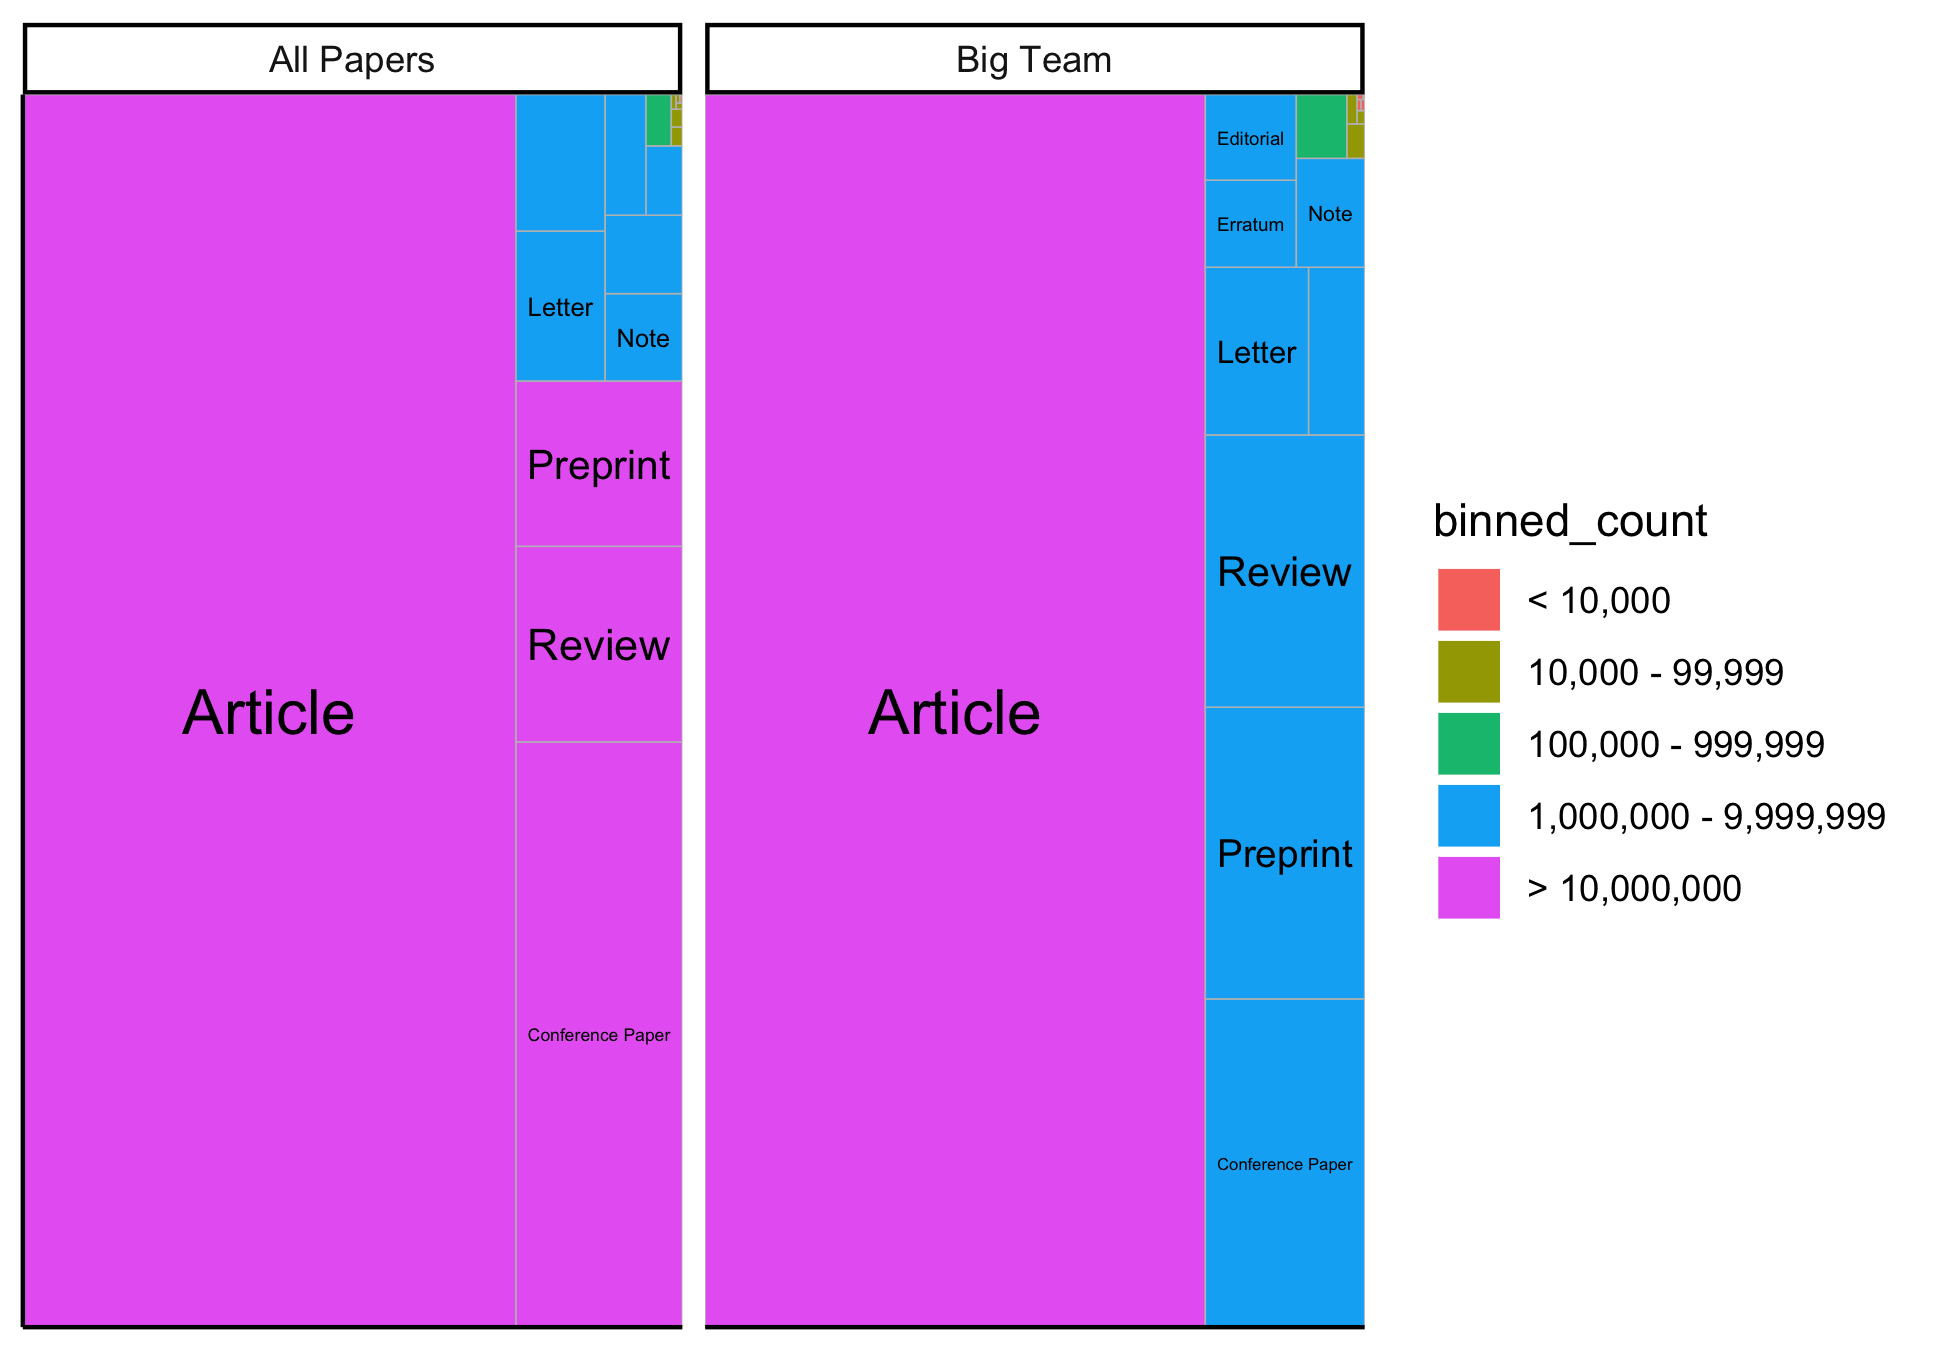 All Papers
Letter
Note
Preprint
Review
Article
Conference Paper
Big Team
Editorial
Erratum
Note
Letter
Review
Article
Preprint
Conference Paper
binned_count
< 10,000
10,000 - 99,999
100,000 - 999,999
1,000,000 - 9,999,999
> 10,000,000